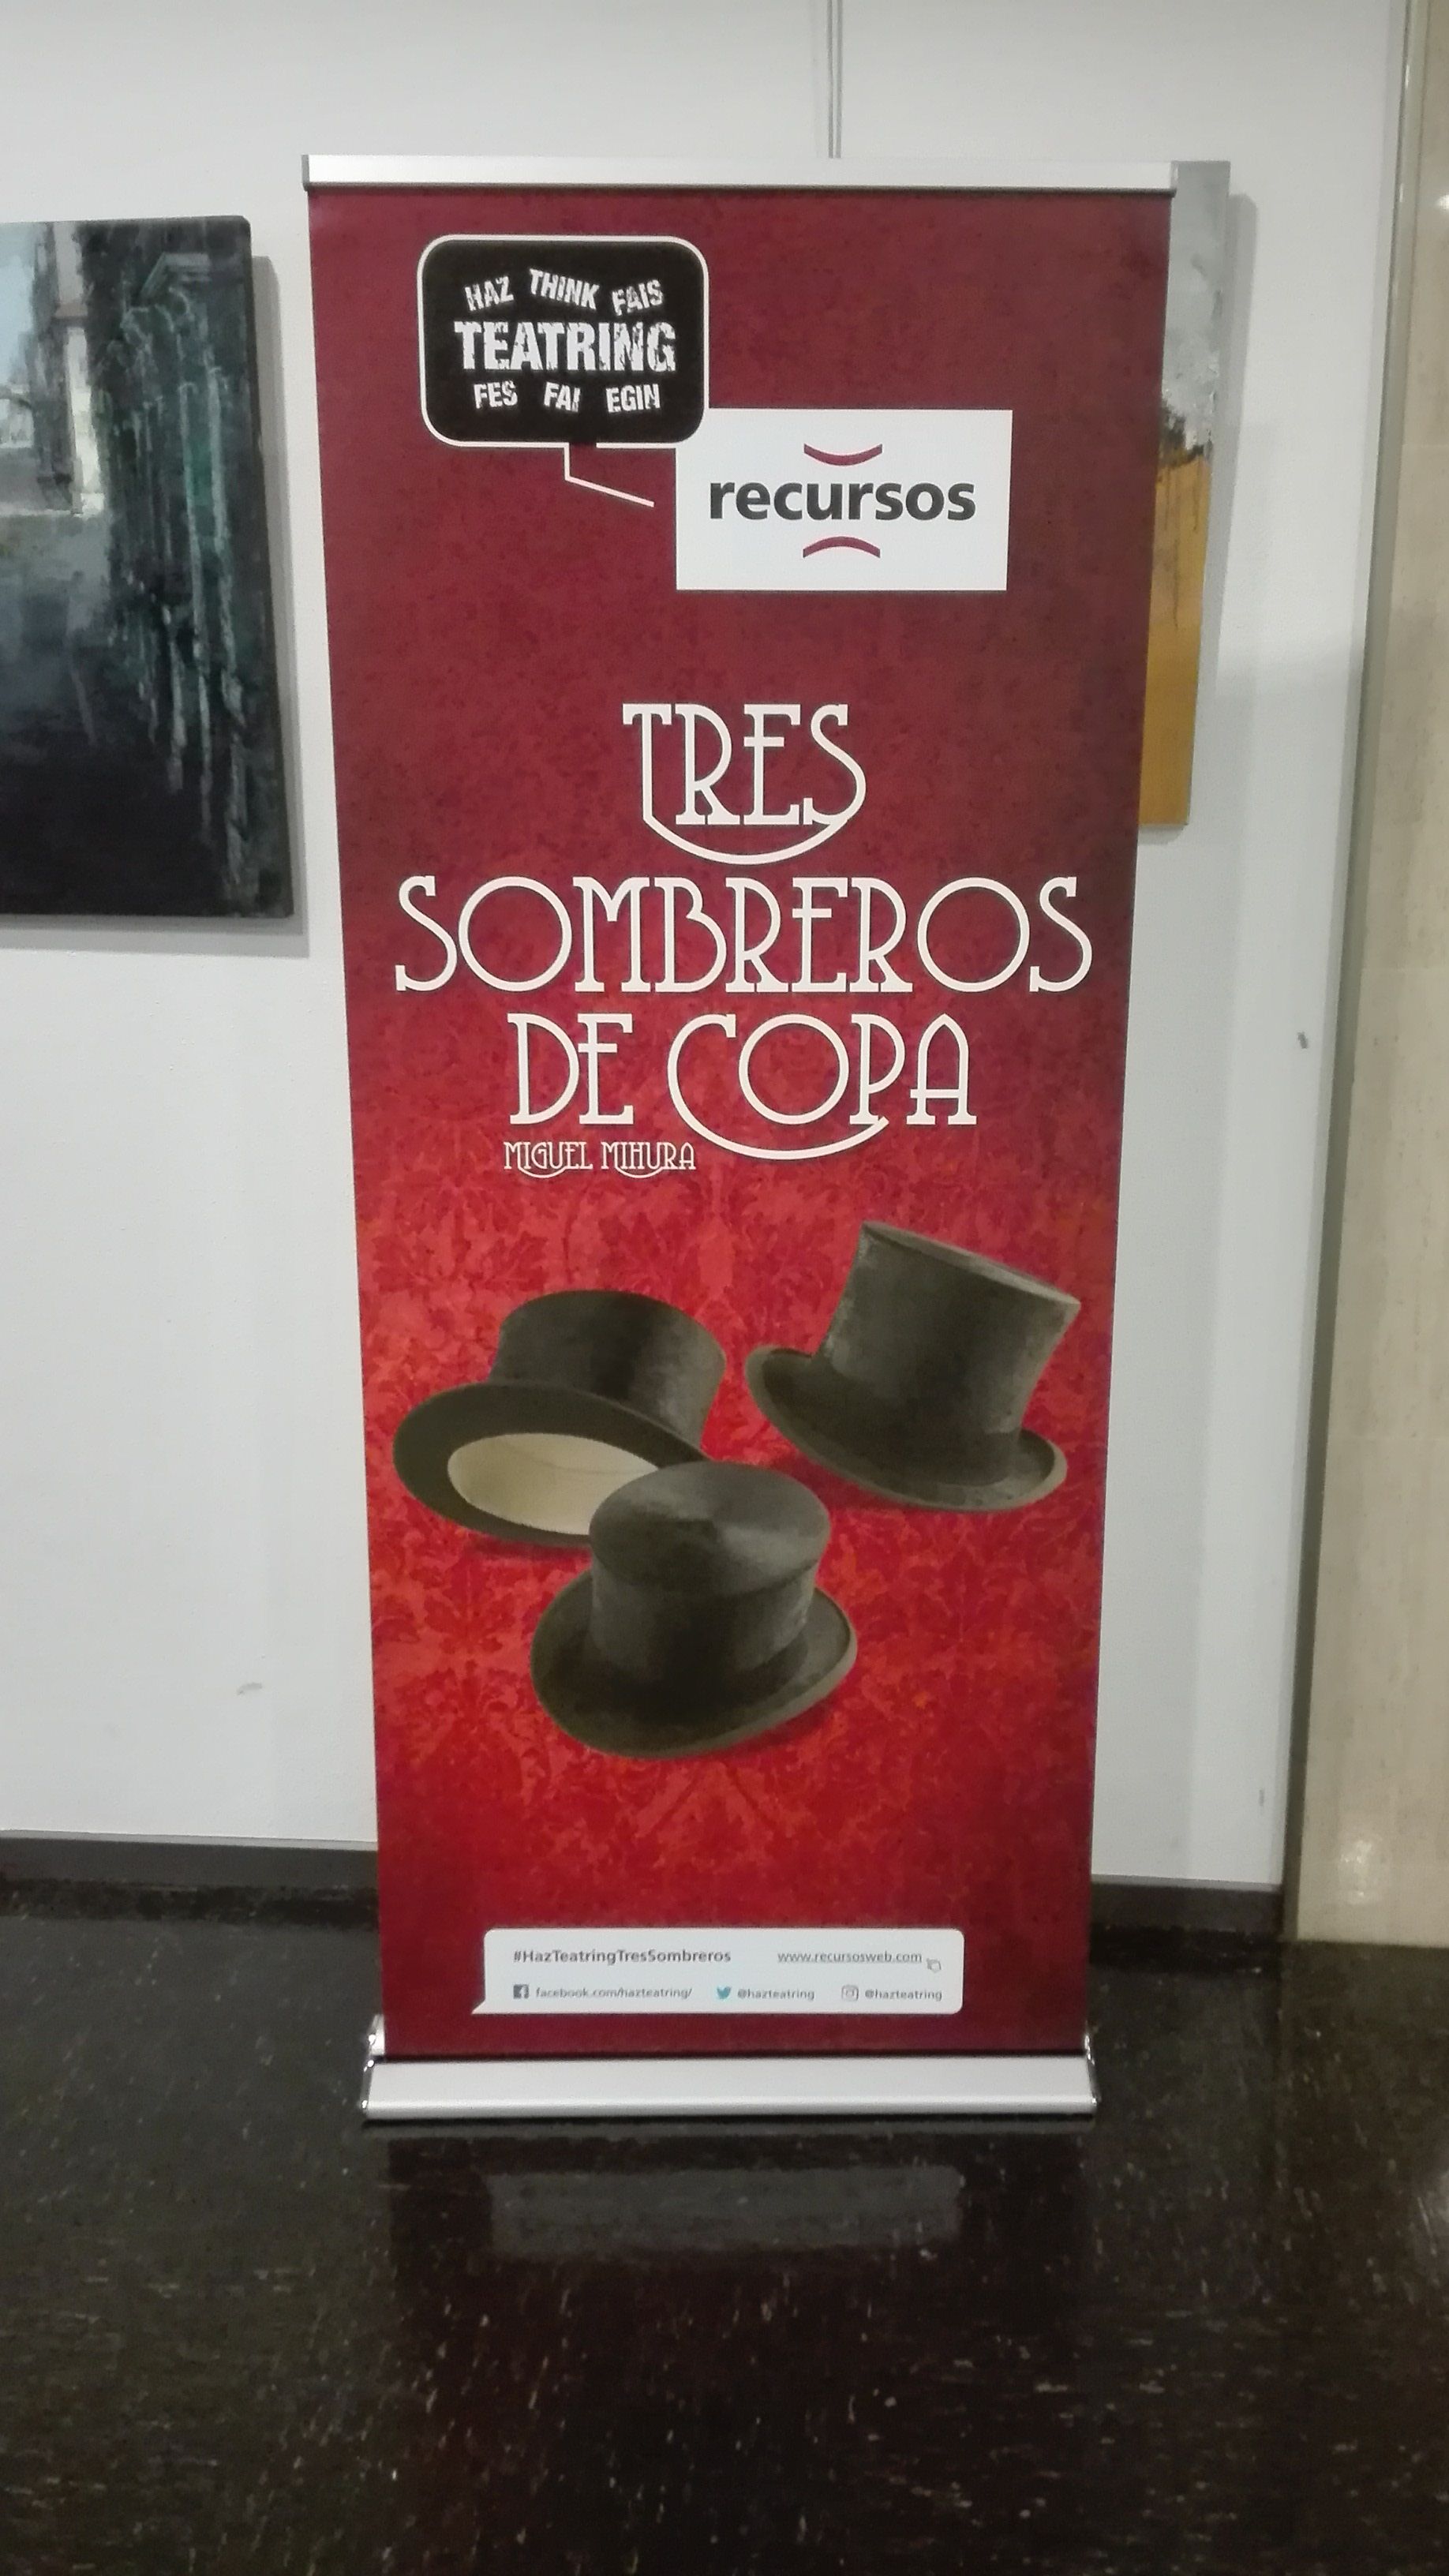 HAZ THINK FAIS
TEATRING
FES FAI EGIN
recursos
TRES
SOMBREROS
DE COPA
MIGUEL MIHURA
#HazTeatringTresSombreros www.recursosweb.com
facebook.com/hazteatring/ @hazteatring @hazteatring